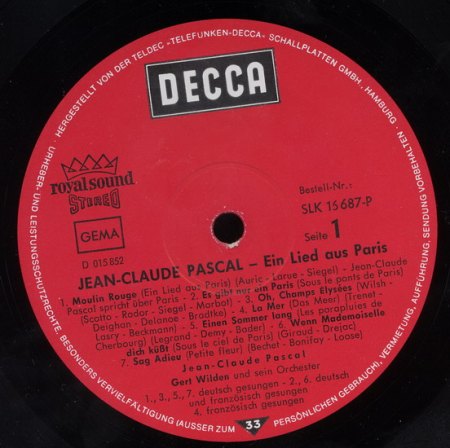 HERGESTELLT VON DER TELDEC »TELEFUNKEN-DECCA« SCHALLPLATTEN GMBH, HAMBURG ·
URHEBER- UND LEISTUNGSSCHUTZRECHTE, BESONDERS VERVIELFÄLTIGUNG (AUSSER ZUM PERSÖNLICHEN GEBRAUCH), VERMIETUNG, AUFFÜHRUNG, SENDUNG VORBEHALTEN
DECCA
royal sound
STEREO
GEMA
D 015 852
Bestell-Nr.:
SLK 15 687-P
Seite 1
JEAN-CLAUDE PASCAL – Ein Lied aus Paris
1. Moulin Rouge (Ein Lied aus Paris) (Auric - Larue - Siegel) - Jean-Claude
Pascal spricht über Paris - 2. Es gibt nur ein Paris (Sous le ponts de Paris)
(Scotto - Rodar - Siegel - Marbot) - 3. Oh, Champs Elysées (Wilsh -
Deighan - Delanoe - Bradtke) - 4. La Mer (Das Meer) (Trenet -
Lasry - Beckmann) - 5. Einen Sommer lang (Les parapluies de
Cherbourg) (Legrand - Demy - Bader) - 6. Wenn Mademoiselle
dich küßt (Sous le ciel de Paris) (Giraud - Drejac)
7. Sag Adieu (Petite fleur) (Bechet - Bonifay - Loose)
Jean-Claude Pascal
Gert Wilden und sein Orchester
1., 3., 5., 7. deutsch gesungen - 2., 6. deutsch
und französisch gesungen
4. französisch gesungen
33